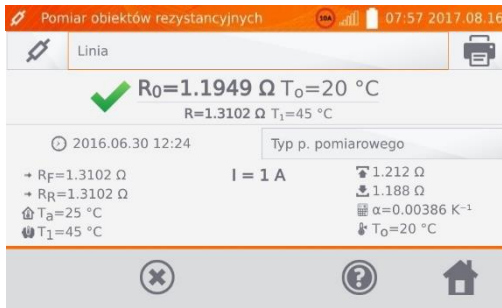 Pomiar obiektów rezystancyjnych 10A 07:57 2017.08.16
Linia
R₀=1.1949 Ω T₀=20 °C
R=1.3102 Ω T₁=45 °C
2016.06.30 12:24 Typ p. pomiarowego
R_F=1.3102 Ω I = 1 A 1.212 Ω
R_R=1.3102 Ω 1.188 Ω
Tₐ=25 °C α=0.00386 K⁻¹
T₁=45 °C T₀=20 °C